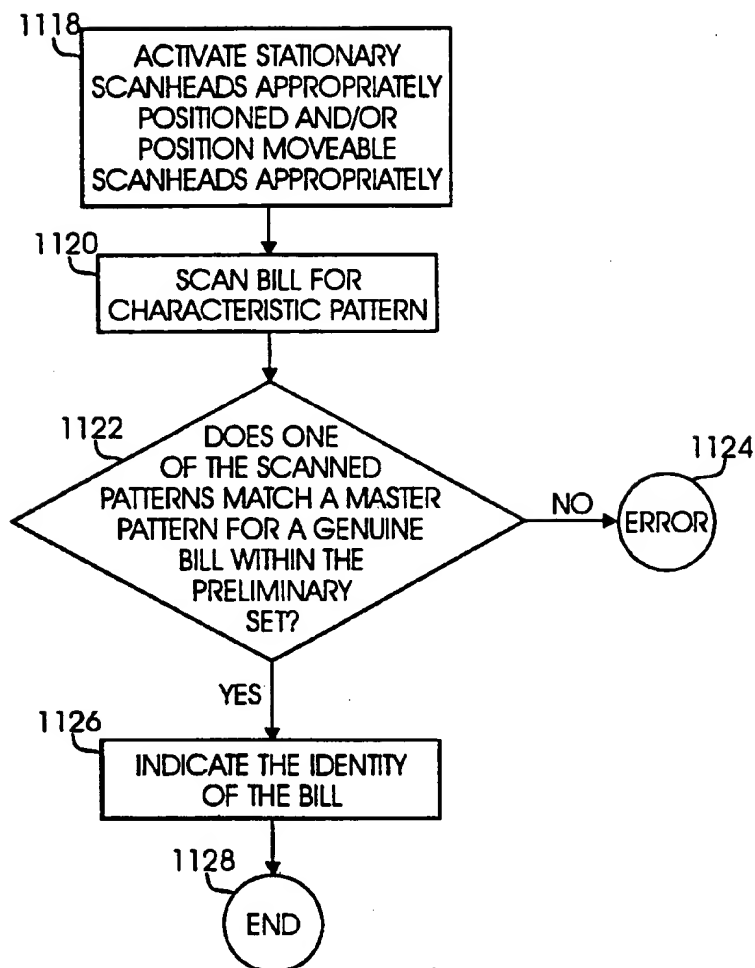 1118
ACTIVATE STATIONARY
SCANHEADS APPROPRIATELY
POSITIONED AND/OR
POSITION MOVEABLE
SCANHEADS APPROPRIATELY
1120
SCAN BILL FOR
CHARACTERISTIC PATTERN
1122
DOES ONE
OF THE SCANNED
PATTERNS MATCH A MASTER
PATTERN FOR A GENUINE
BILL WITHIN THE
PRELIMINARY
SET?
NO
1124
ERROR
YES
1126
INDICATE THE IDENTITY
OF THE BILL
1128
END